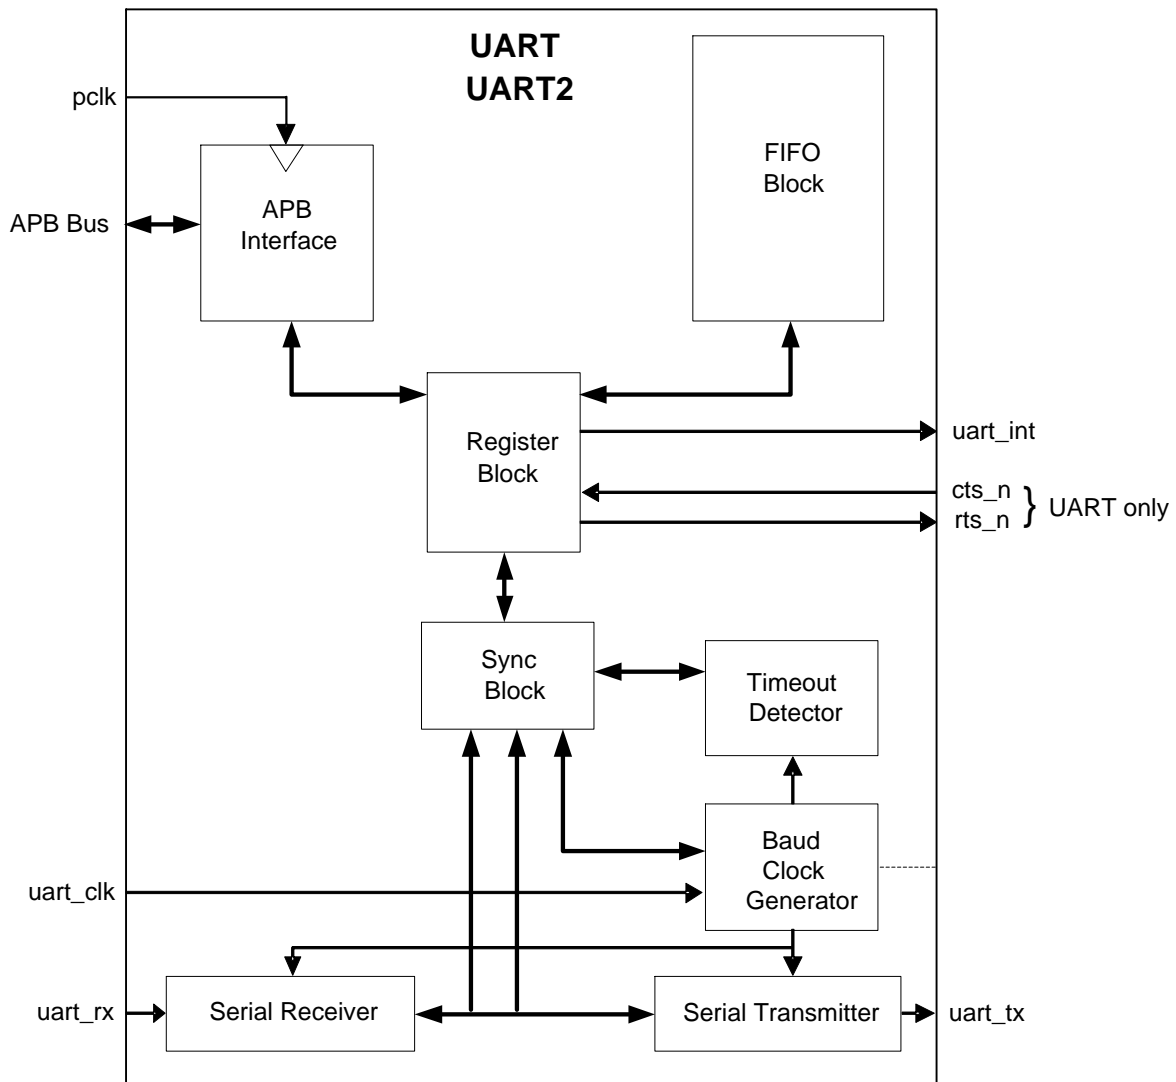 UART
UART2
pclk
FIFO
Block
APB Bus
APB
Interface
Register
Block
uart_int
cts_n
rts_n
} UART only
Sync
Block
Timeout
Detector
Baud
Clock
Generator
uart_clk
uart_rx
Serial Receiver
Serial Transmitter
uart_tx